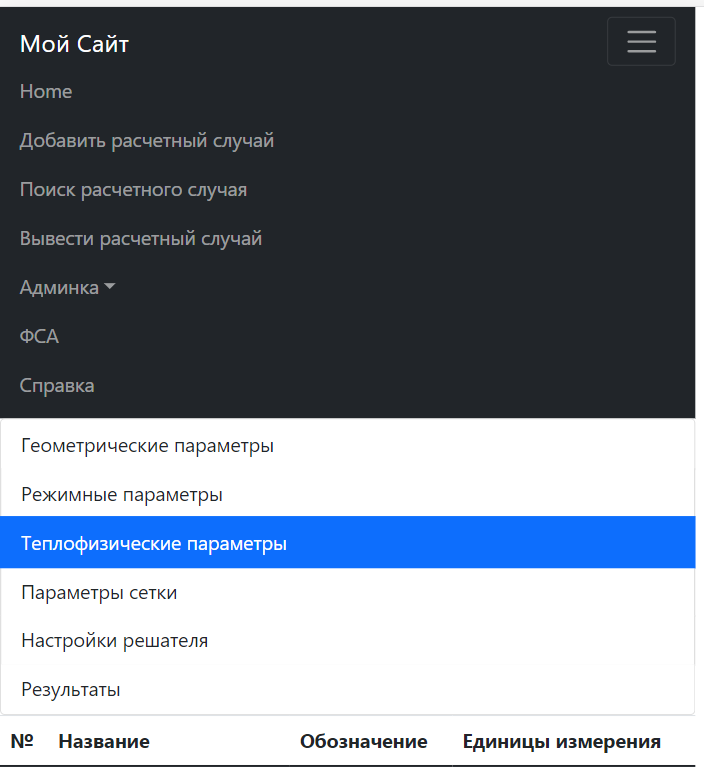 Мой Сайт
Home
Добавить расчетный случай
Поиск расчетного случая
Вывести расчетный случай
Админка
ФСА
Справка
Геометрические параметры
Режимные параметры
Теплофизические параметры
Параметры сетки
Настройки решателя
Результаты
№ Название Обозначение Единицы измерения